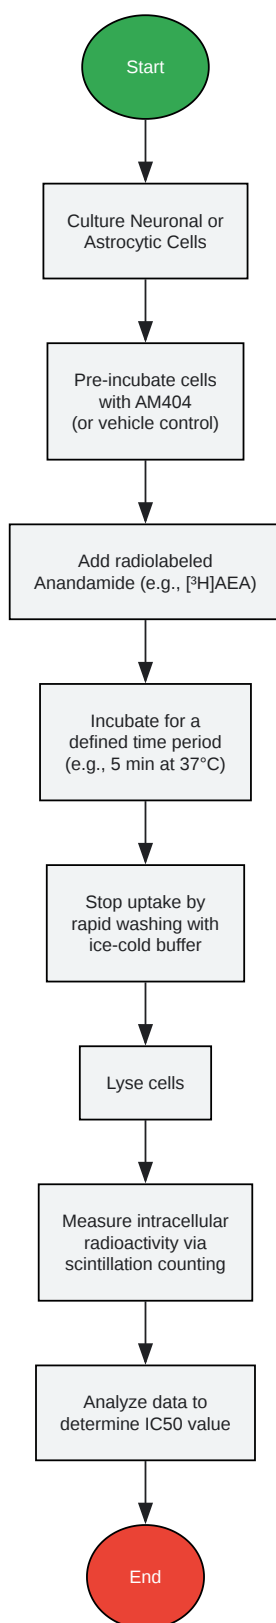 Start
Culture Neuronal or
Astrocytic Cells
Pre-incubate cells
with AM404
(or vehicle control)
Add radiolabeled
Anandamide (e.g., [³H]AEA)
Incubate for a
defined time period
(e.g., 5 min at 37°C)
Stop uptake by
rapid washing with
ice-cold buffer
Lyse cells
Measure intracellular
radioactivity via
scintillation counting
Analyze data to
determine IC50 value
End